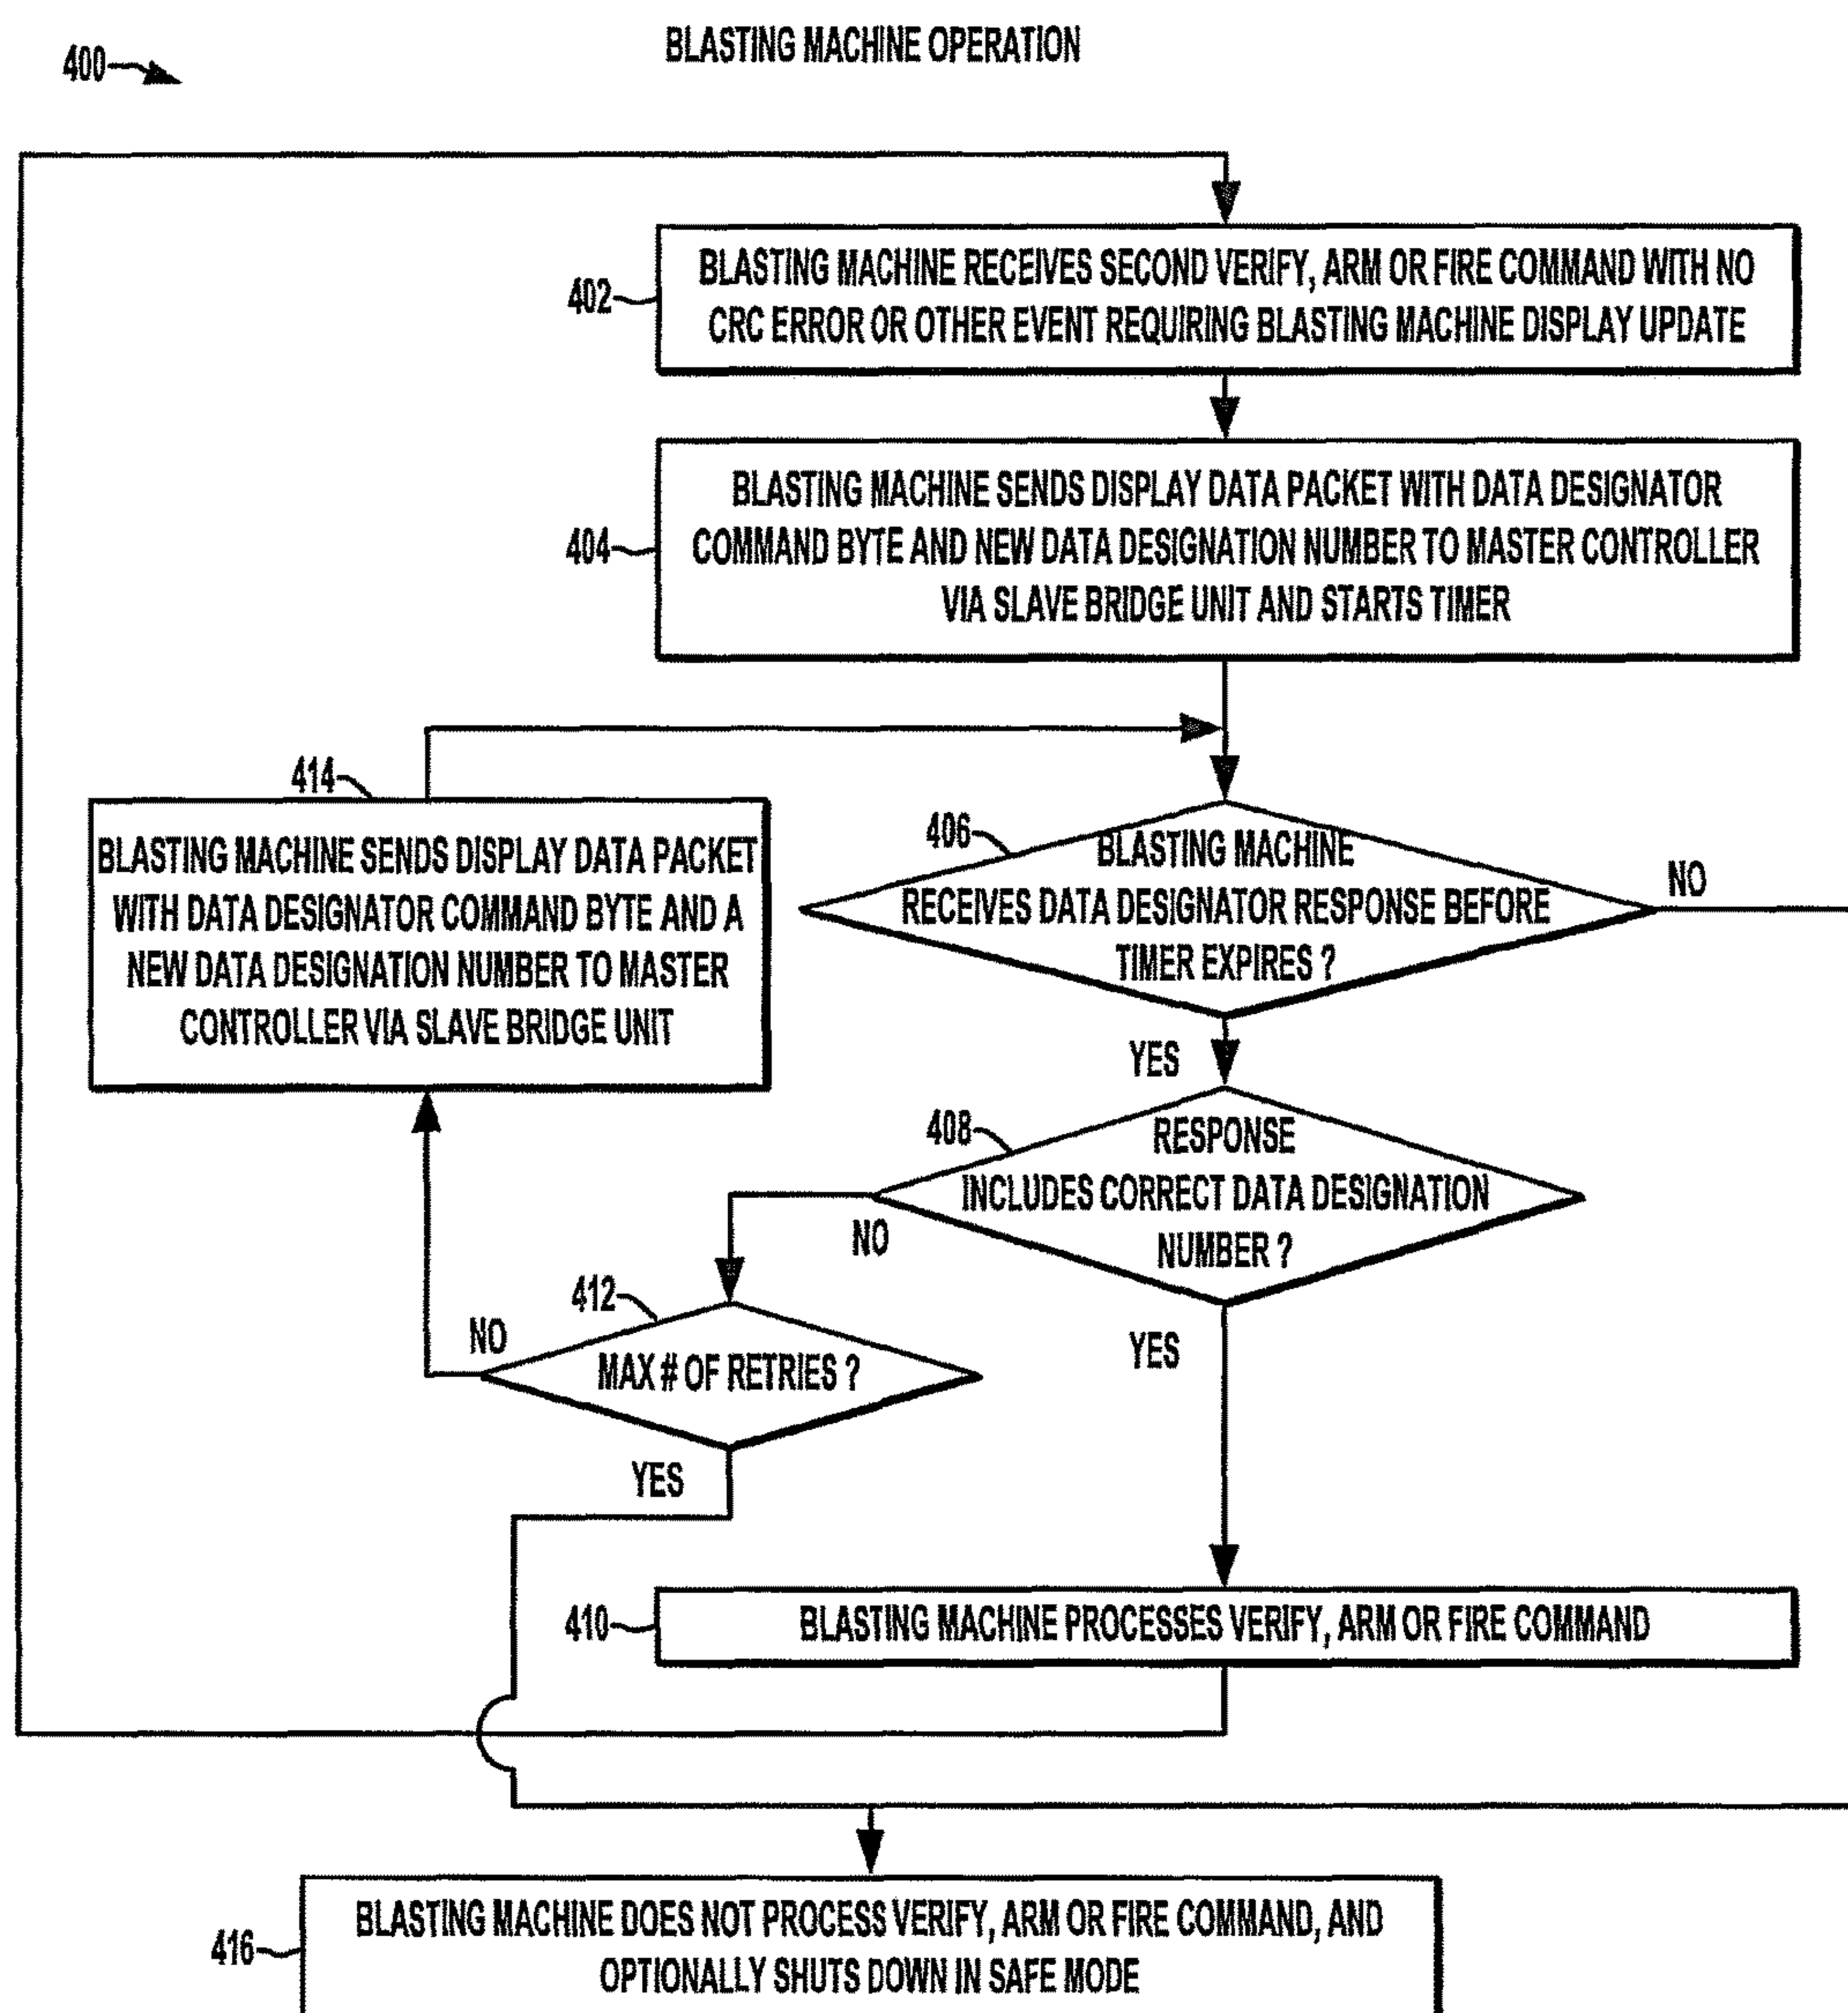 BLASTING MACHINE OPERATION
400
402
BLASTING MACHINE RECEIVES SECOND VERIFY, ARM OR FIRE COMMAND WITH NO
CRC ERROR OR OTHER EVENT REQUIRING BLASTING MACHINE DISPLAY UPDATE
404
BLASTING MACHINE SENDS DISPLAY DATA PACKET WITH DATA DESIGNATOR
COMMAND BYTE AND NEW DATA DESIGNATION NUMBER TO MASTER CONTROLLER
VIA SLAVE BRIDGE UNIT AND STARTS TIMER
414
BLASTING MACHINE SENDS DISPLAY DATA PACKET
WITH DATA DESIGNATOR COMMAND BYTE AND A
NEW DATA DESIGNATION NUMBER TO MASTER
CONTROLLER VIA SLAVE BRIDGE UNIT
406
BLASTING MACHINE
RECEIVES DATA DESIGNATOR RESPONSE BEFORE
TIMER EXPIRES ?
NO
YES
408
RESPONSE
INCLUDES CORRECT DATA DESIGNATION
NUMBER ?
NO
YES
412
MAX # OF RETRIES ?
NO
YES
410
BLASTING MACHINE PROCESSES VERIFY, ARM OR FIRE COMMAND
416
BLASTING MACHINE DOES NOT PROCESS VERIFY, ARM OR FIRE COMMAND, AND
OPTIONALLY SHUTS DOWN IN SAFE MODE